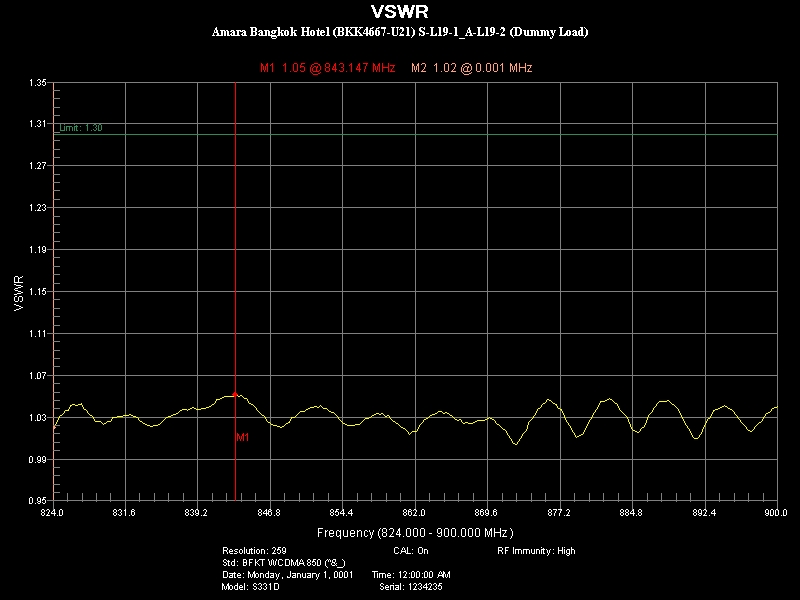 VSWR
Amara Bangkok Hotel (BKK4667-U21) S-L19-1_A-L19-2 (Dummy Load)
M1 1.05 @ 843.147 MHz M2 1.02 @ 0.001 MHz
1.35
1.31
Limit: 1.30
1.27
1.23
1.19
1.15
VSWR
1.11
1.07
1.03
M1
0.99
0.95
824.0 831.6 839.2 846.8 854.4 862.0 869.6 877.2 884.8 892.4 900.0
Frequency (824.000 - 900.000 MHz )
Resolution: 259 CAL: On RF Immunity: High
Std: BFKT WCDMA 850 (°&_)
Date: Monday, January 1, 0001 Time: 12:00:00 AM
Model: S331D Serial: 1234235